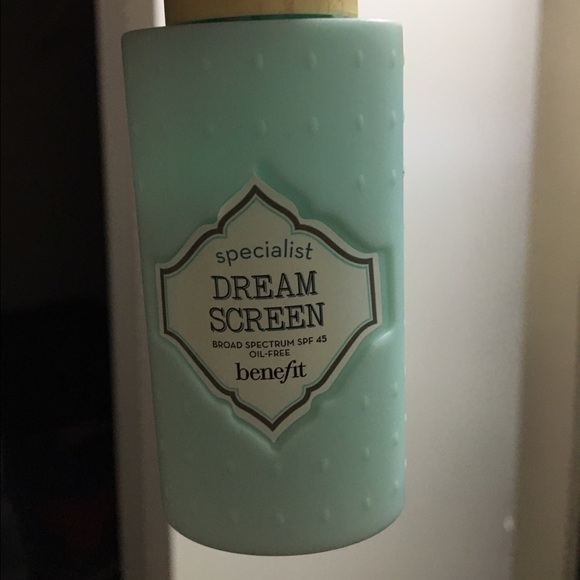 specialist
DREAM
SCREEN
BROAD SPECTRUM SPF 45
OIL-FREE
benefit